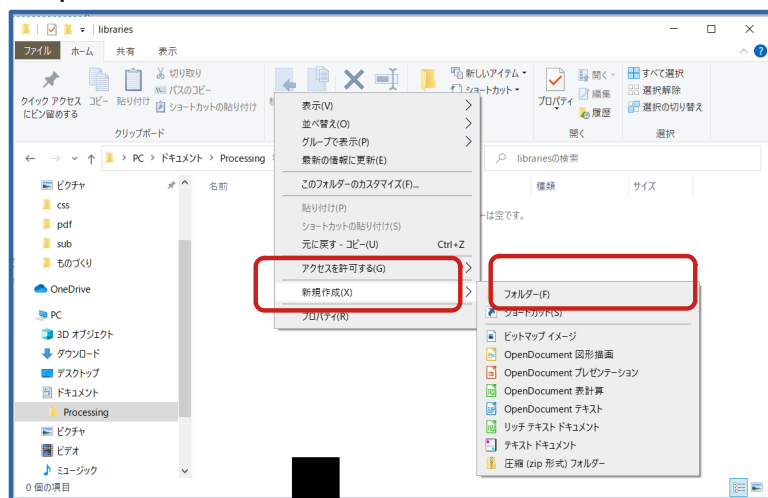 libraries
ファイル ホーム 共有 表示
クイック アクセス
にピン留めする
コピー
貼り付け
切り取り
パスのコピー
ショートカットの貼り付け
新しいアイテム
ショートカット
プロパティ
開く
編集
履歴
すべて選択
選択解除
選択の切り替え
クリップボード
開く
選択
PC > ドキュメント > Processing
librariesの検索
名前
種類
サイズ
ピクチャ
css
pdf
sub
ものづくり
OneDrive
PC
3D オブジェクト
ダウンロード
デスクトップ
ドキュメント
Processing
ピクチャ
ビデオ
ミュージック
0 個の項目
は空です。
表示(V)
並べ替え(O)
グループで表示(P)
最新の情報に更新(E)
このフォルダーのカスタマイズ(F)...
貼り付け(P)
ショートカットの貼り付け(S)
元に戻す - コピー(U) Ctrl+Z
アクセスを許可する(G)
新規作成(X)
プロパティ(R)
フォルダー(F)
ショートカット(S)
ビットマップ イメージ
OpenDocument 図形描画
OpenDocument プレゼンテーション
OpenDocument 表計算
OpenDocument テキスト
リッチ テキスト ドキュメント
テキスト ドキュメント
圧縮 (zip 形式) フォルダー